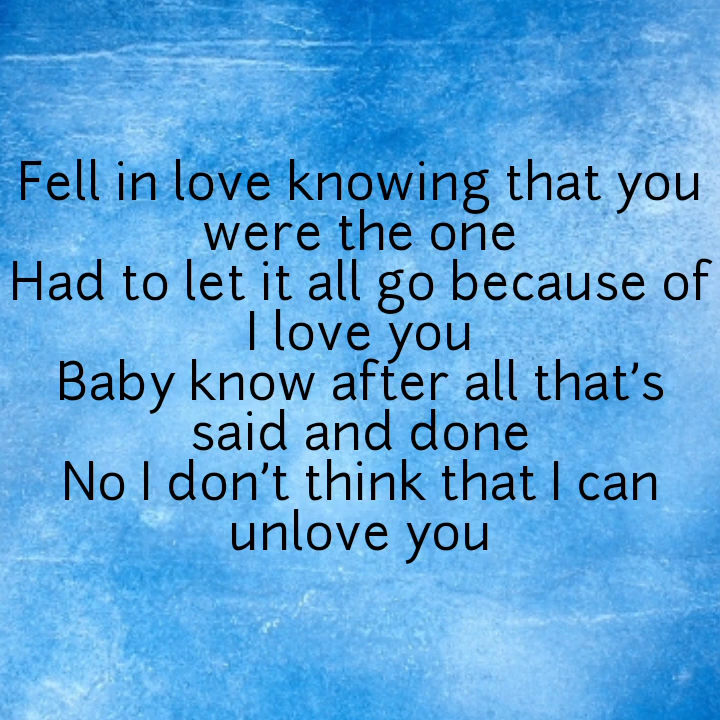 Fell in love knowing that you
were the one
Had to let it all go because of
I love you
Baby know after all that’s
said and done
No I don’t think that I can
unlove you